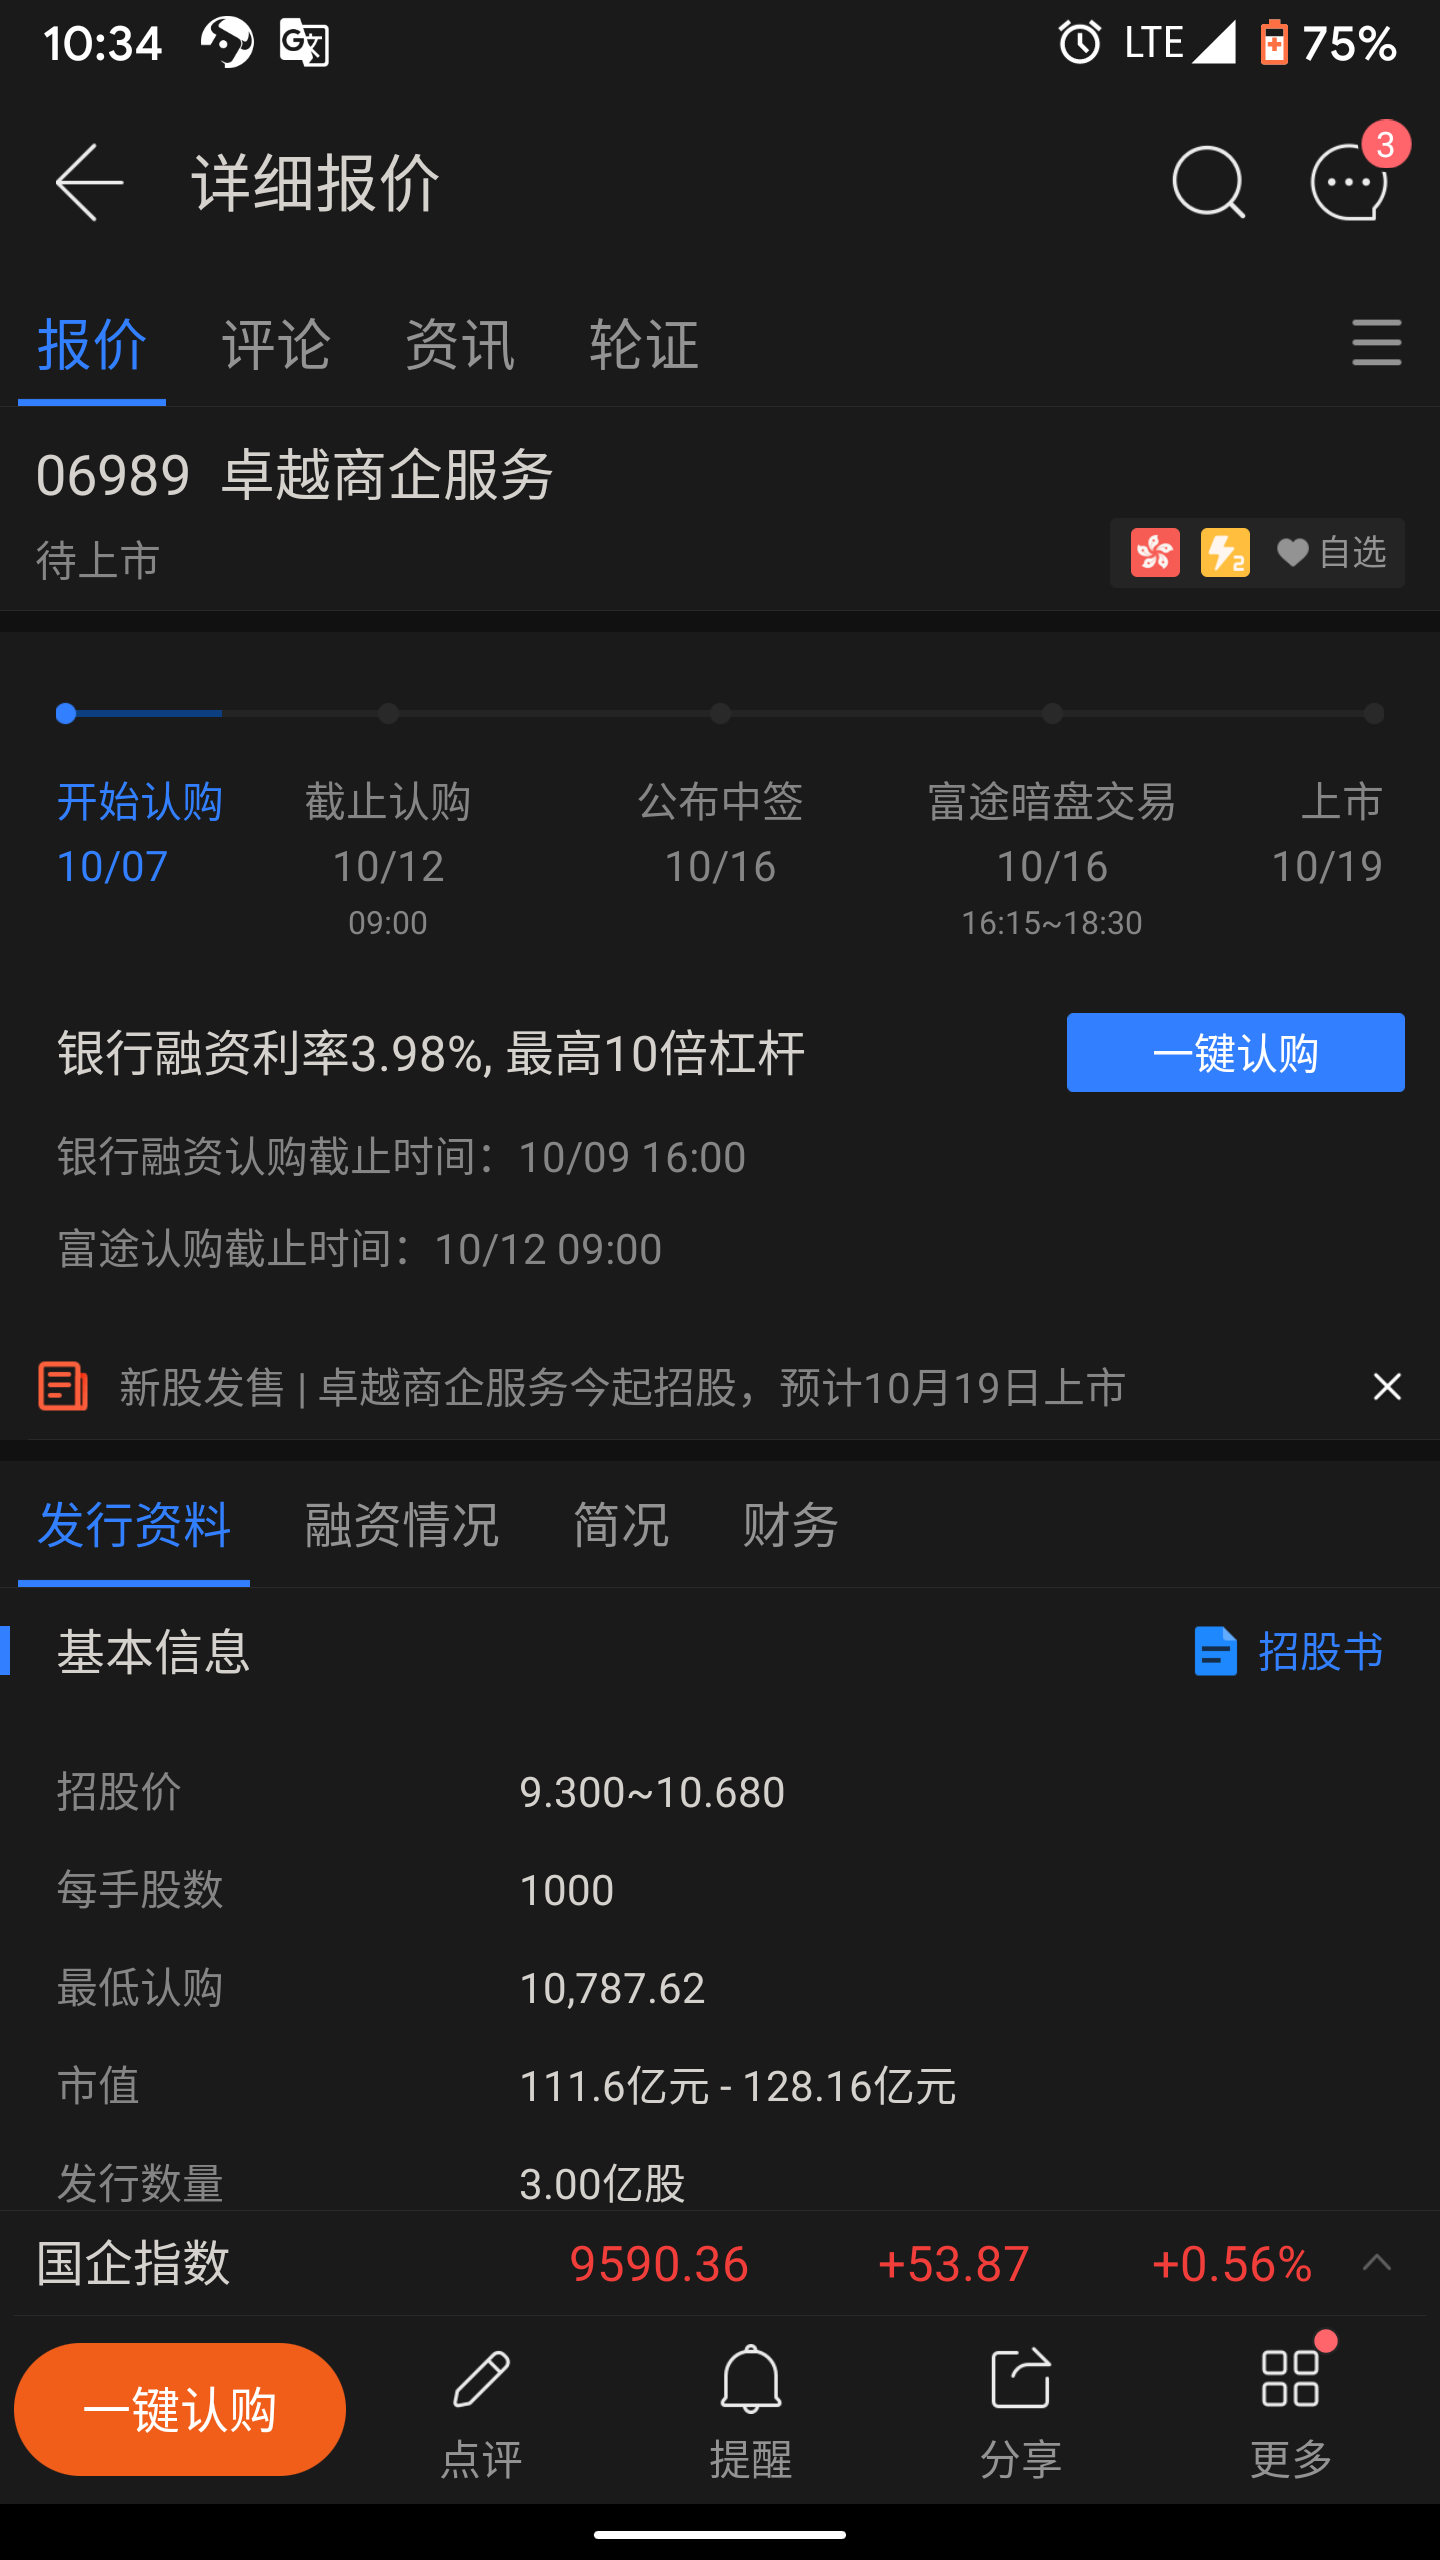 10:34
LTE 75%
详细报价
3
报价 评论 资讯 轮证
06989 卓越商企服务
待上市
2 自选
开始认购 截止认购 公布中签 富途暗盘交易 上市
10/07 10/12 10/16 10/16 10/19
09:00 16:15~18:30
银行融资利率3.98%, 最高10倍杠杆
一键认购
银行融资认购截止时间：10/09 16:00
富途认购截止时间：10/12 09:00
新股发售 | 卓越商企服务今起招股，预计10月19日上市
发行资料 融资情况 简况 财务
基本信息 招股书
招股价 9.300~10.680
每手股数 1000
最低认购 10,787.62
市值 111.6亿元 - 128.16亿元
发行数量 3.00亿股
国企指数 9590.36 +53.87 +0.56%
一键认购 点评 提醒 分享 更多